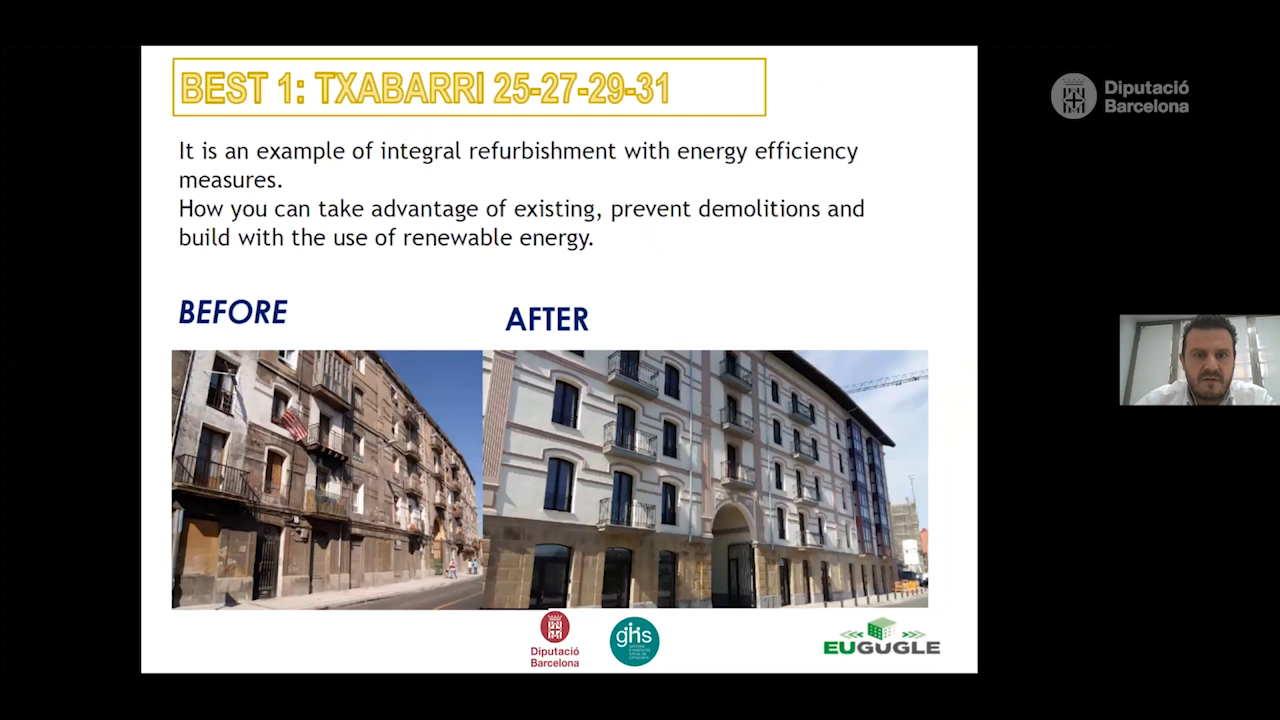 BEST 1: TXABARRI 25-27-29-31
Diputació
Barcelona
It is an example of integral refurbishment with energy efficiency
measures.
How you can take advantage of existing, prevent demolitions and
build with the use of renewable energy.
BEFORE
AFTER
Diputació
Barcelona
ghs
EUGUGLE